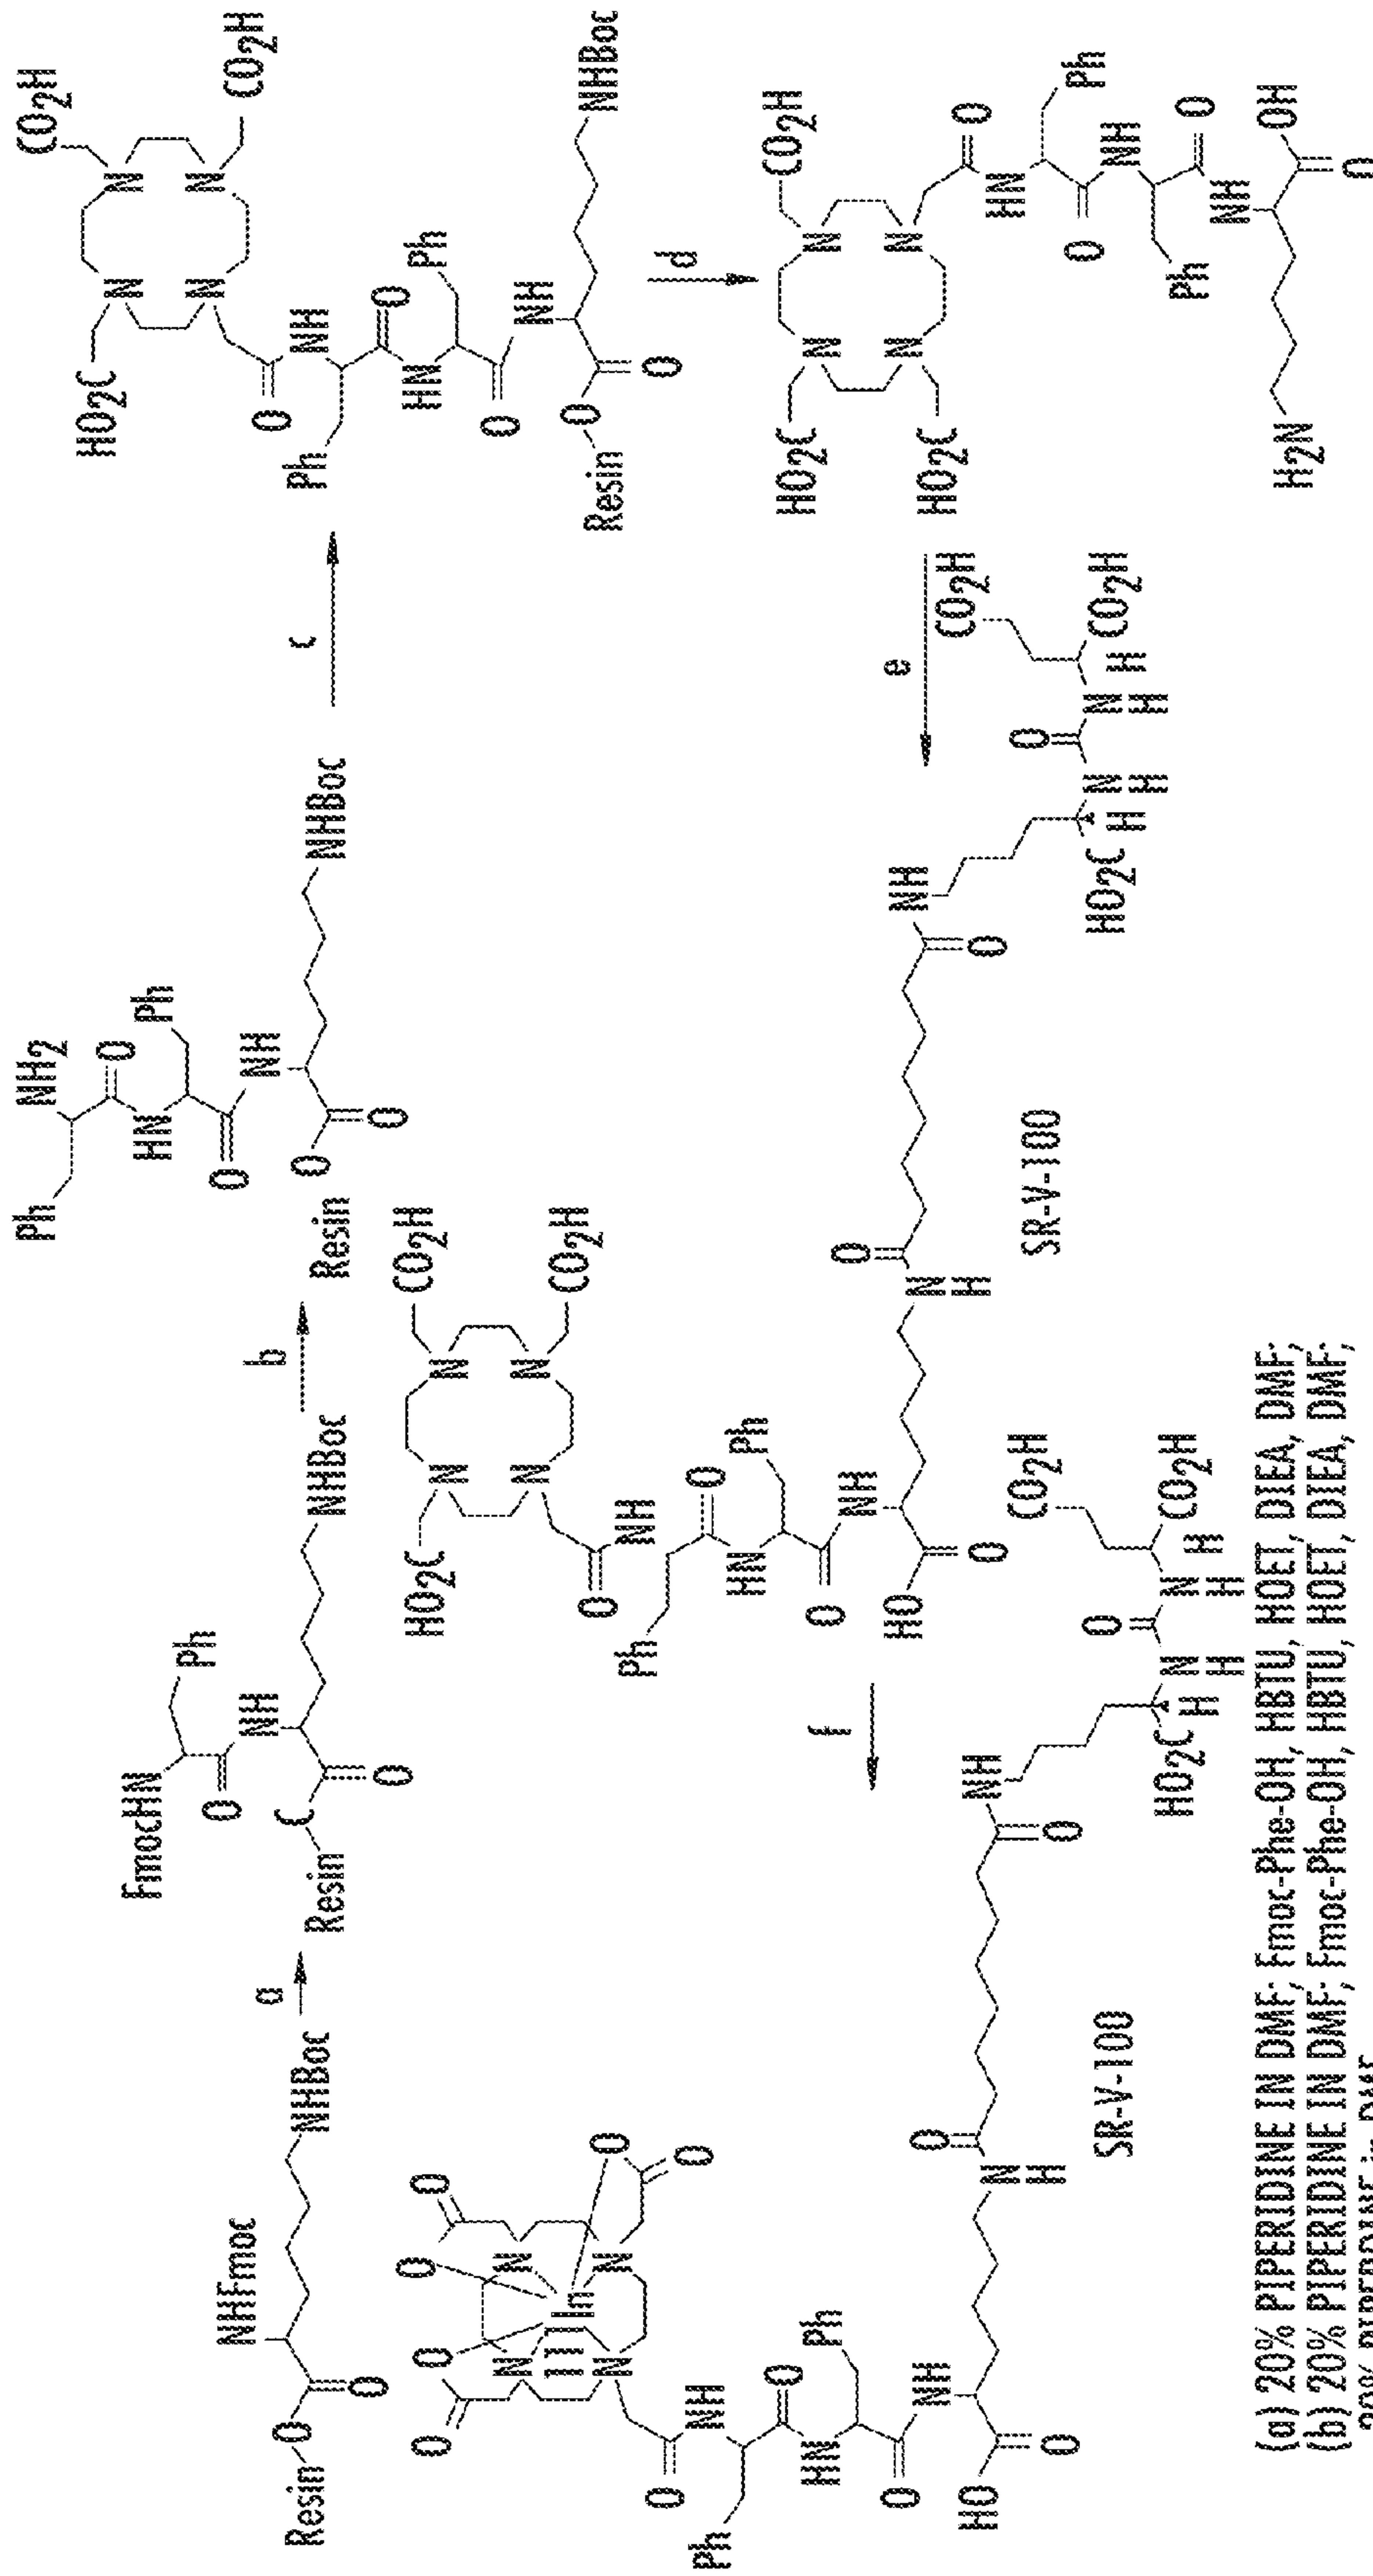 Resin
O
O
NHFmoc
NHBoc
a
FmocHN
Ph
O
NH
C
O
Resin
NHBoc
b
Ph
NH2
O
HN
Ph
O
NH
O
O
Resin
NHBoc
c
CO2H
HO2C
N
N
N
N
CO2H
O
NH
Ph
O
HN
Ph
O
NH
O
O
Resin
NHBoc
d
CO2H
HO2C
N
N
N
N
HO2C
O
HN
Ph
O
NH
Ph
O
NH
OH
O
H2N
e
CO2H
HO2C
N
N
N
N
CO2H
O
NH
Ph
O
HN
Ph
O
NH
HO
O
N
H
O
O
NH
HO2C
H
N
H
O
N
H
H
CO2H
CO2H
SR-V-100
f
O
O
O
O
N
N
N
N
111In
O
O
O
NH
Ph
O
HN
Ph
O
NH
HO
O
N
H
O
O
NH
HO2C
H
N
H
O
N
H
H
CO2H
CO2H
SR-V-100
(a) 20% PIPERIDINE IN DMF; Fmoc-Phe-OH, HBTU, HOET, DIEA, DMF;
(b) 20% PIPERIDINE IN DMF; Fmoc-Phe-OH, HBTU, HOET, DIEA, DMF;